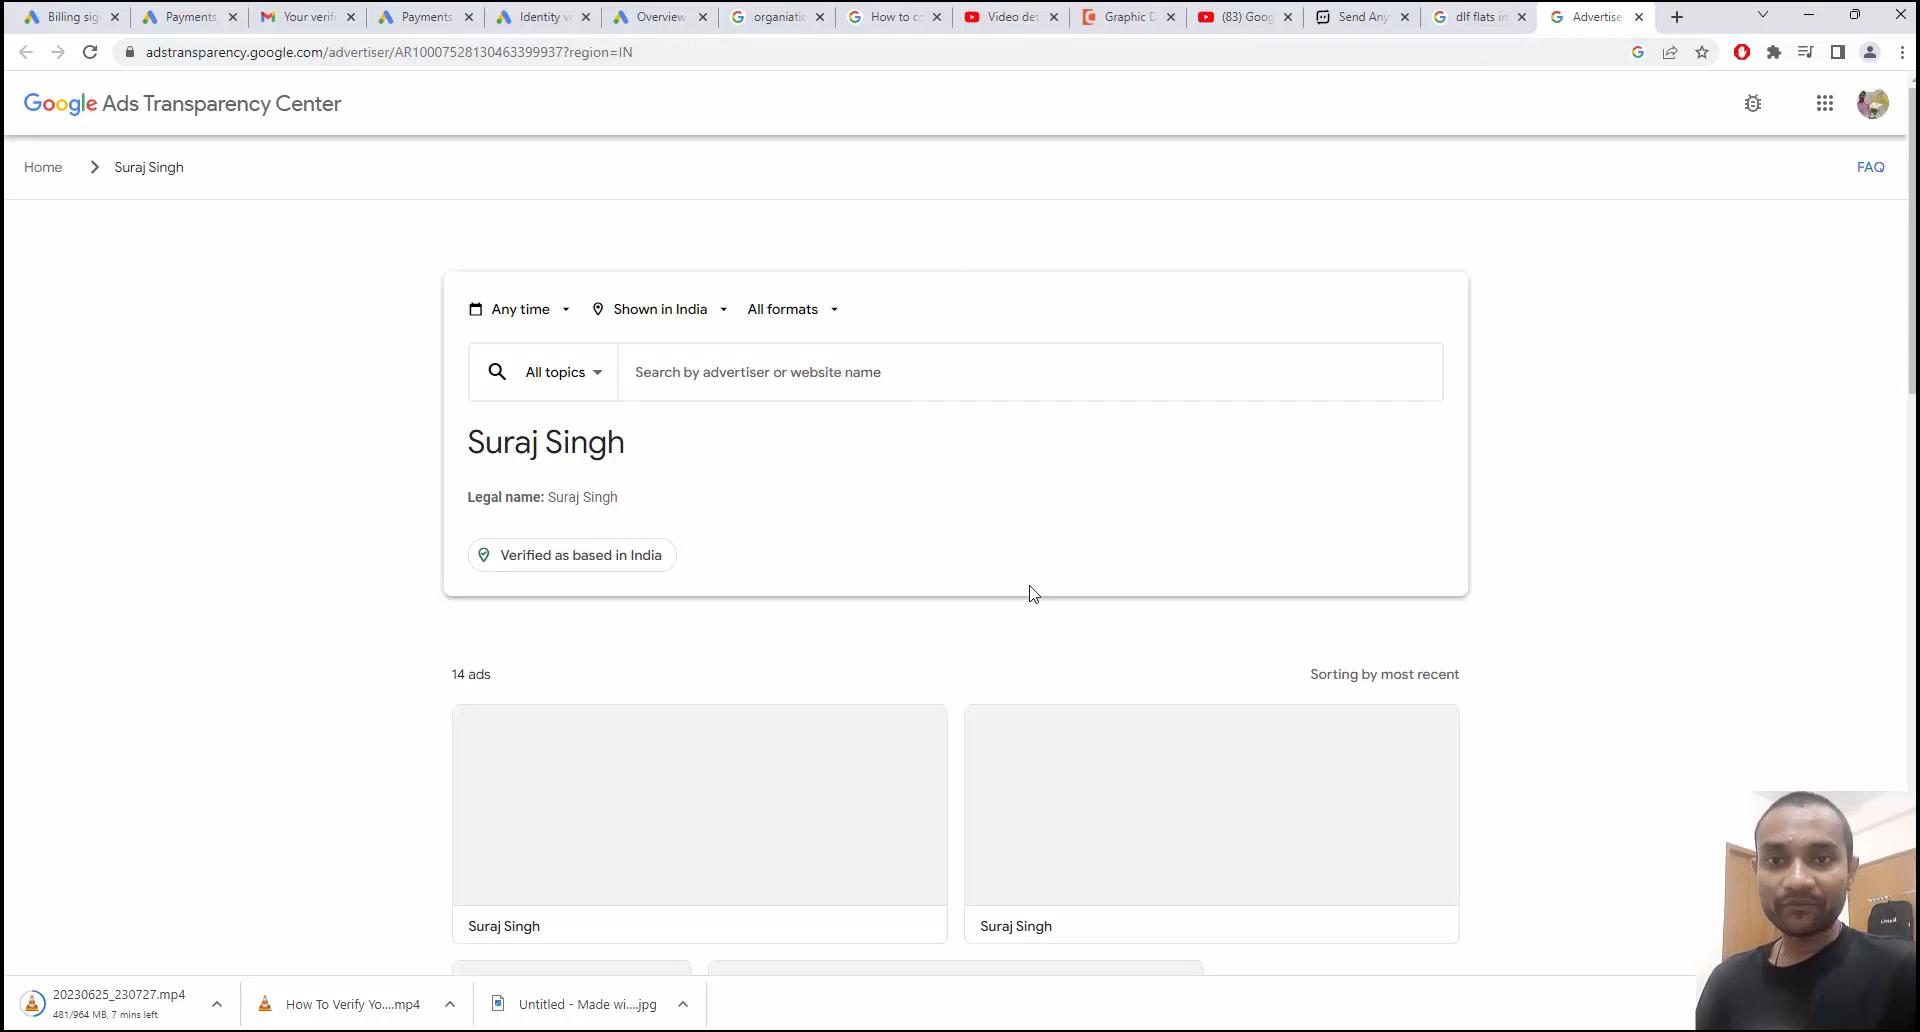 Billing si
Payments
Your verifi
Payments
Identity v
Overview
organiatio
How to co
Video det
Graphic D
(83) Goog
Send Any
dlf flats in
Advertise
adstransparency.google.com/advertiser/AR10007528130463399937?region=IN
Google Ads Transparency Center
Home
Suraj Singh
FAQ
Any time
Shown in India
All formats
All topics
Search by advertiser or website name
Suraj Singh
Legal name: Suraj Singh
Verified as based in India
14 ads
Sorting by most recent
Suraj Singh
Suraj Singh
20230625_230727.mp4
481/964 MB, 7 mins left
How To Verify Yo....mp4
Untitled - Made wi....jpg